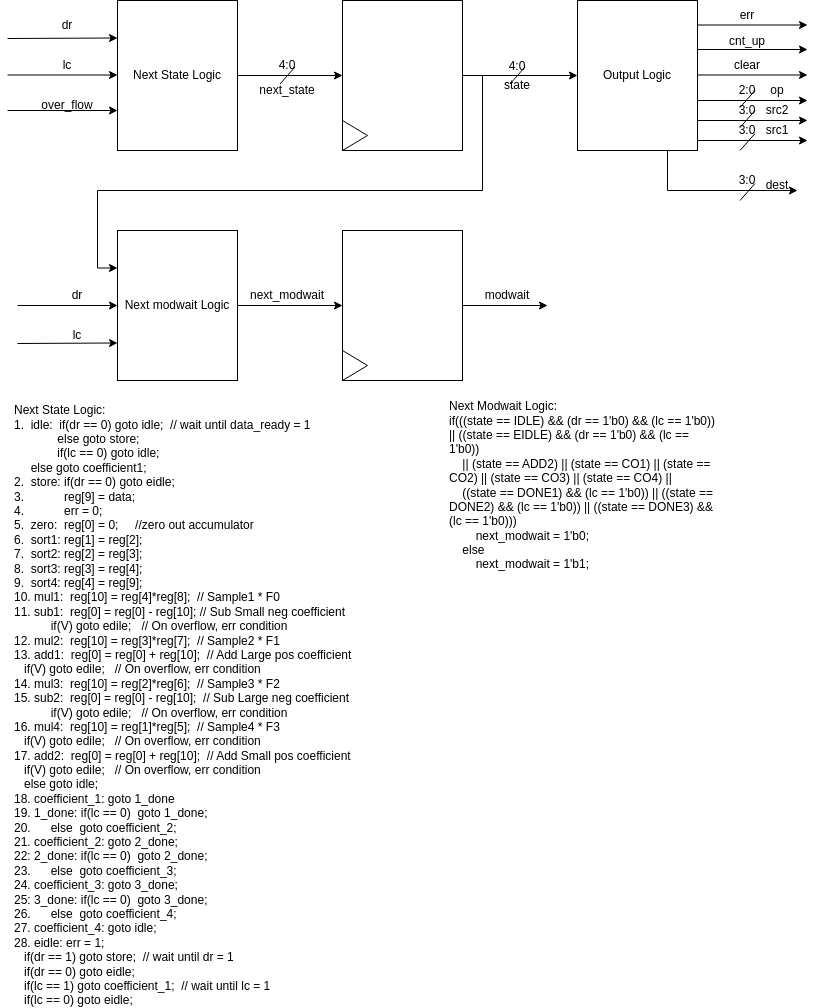 dr
lc
over_flow
Next State Logic
4:0
next_state
4:0
state
Output Logic
err
cnt_up
clear
2:0 op
3:0 src2
3:0 src1
3:0 dest
dr
lc
Next modwait Logic
next_modwait
modwait
Next State Logic:
1. idle: if(dr == 0) goto idle; // wait until data_ready = 1
else goto store;
if(lc == 0) goto idle;
else goto coefficient1;
2. store: if(dr == 0) goto eidle;
3. reg[9] = data;
4. err = 0;
5. zero: reg[0] = 0; //zero out accumulator
6. sort1: reg[1] = reg[2];
7. sort2: reg[2] = reg[3];
8. sort3: reg[3] = reg[4];
9. sort4: reg[4] = reg[9];
10. mul1: reg[10] = reg[4]*reg[8]; // Sample1 * F0
11. sub1: reg[0] = reg[0] - reg[10]; // Sub Small neg coefficient
if(V) goto edile; // On overflow, err condition
12. mul2: reg[10] = reg[3]*reg[7]; // Sample2 * F1
13. add1: reg[0] = reg[0] + reg[10]; // Add Large pos coefficient
if(V) goto edile; // On overflow, err condition
14. mul3: reg[10] = reg[2]*reg[6]; // Sample3 * F2
15. sub2: reg[0] = reg[0] - reg[10]; // Sub Large neg coefficient
if(V) goto edile; // On overflow, err condition
16. mul4: reg[10] = reg[1]*reg[5]; // Sample4 * F3
if(V) goto edile; // On overflow, err condition
17. add2: reg[0] = reg[0] + reg[10]; // Add Small pos coefficient
if(V) goto edile; // On overflow, err condition
else goto idle;
18. coefficient_1: goto 1_done
19. 1_done: if(lc == 0) goto 1_done;
20. else goto coefficient_2;
21. coefficient_2: goto 2_done;
22: 2_done: if(lc == 0) goto 2_done;
23. else goto coefficient_3;
24. coefficient_3: goto 3_done;
25: 3_done: if(lc == 0) goto 3_done;
26. else goto coefficient_4;
27. coefficient_4: goto idle;
28. eidle: err = 1;
if(dr == 1) goto store; // wait until dr = 1
if(dr == 0) goto eidle;
if(lc == 1) goto coefficient_1; // wait until lc = 1
if(lc == 0) goto eidle;
Next Modwait Logic:
if(((state == IDLE) && (dr == 1'b0) && (lc == 1'b0))
|| ((state == EIDLE) && (dr == 1'b0) && (lc ==
1'b0))
|| (state == ADD2) || (state == CO1) || (state ==
CO2) || (state == CO3) || (state == CO4) ||
((state == DONE1) && (lc == 1'b0)) || ((state ==
DONE2) && (lc == 1'b0)) || ((state == DONE3) &&
(lc == 1'b0)))
next_modwait = 1'b0;
else
next_modwait = 1'b1;